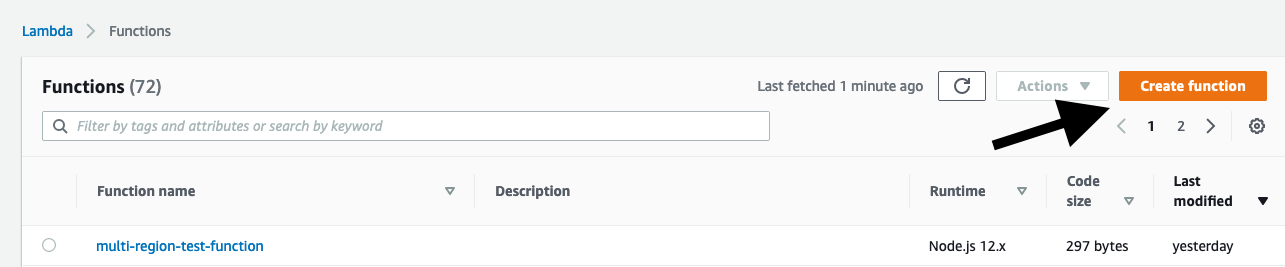 Lambda > Functions
Functions (72) Last fetched 1 minute ago Actions Create function
Filter by tags and attributes or search by keyword 1 2
Function name Description Runtime Code size Last modified
multi-region-test-function Node.js 12.x 297 bytes yesterday